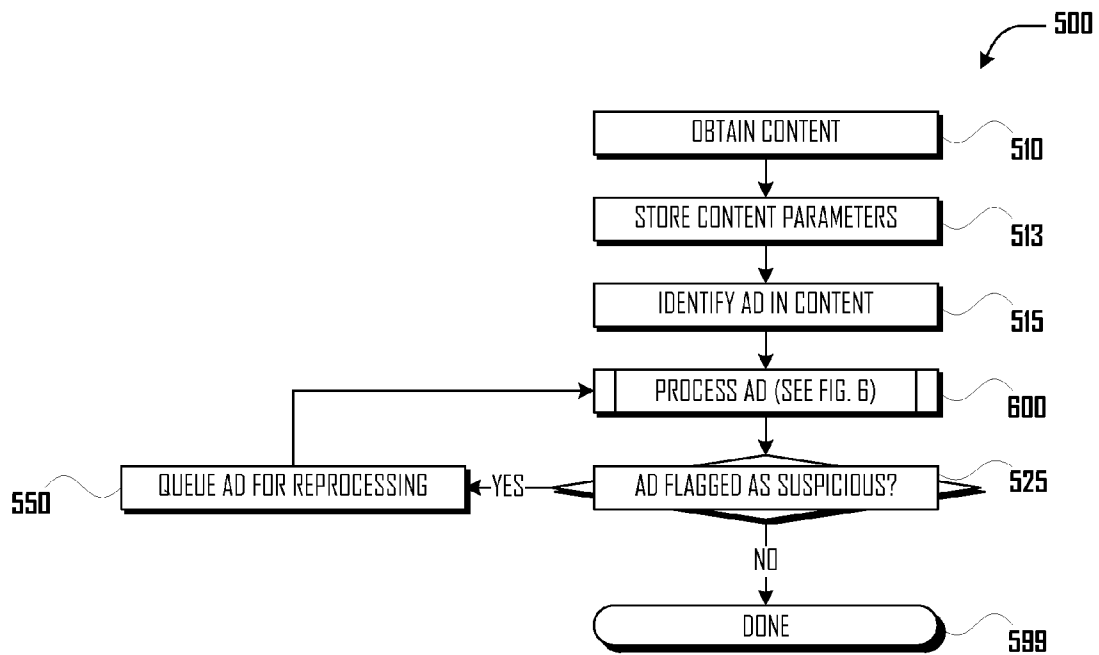 500
OBTAIN CONTENT
510
STORE CONTENT PARAMETERS
513
IDENTIFY AD IN CONTENT
515
PROCESS AD (SEE FIG. 6)
600
QUEUE AD FOR REPROCESSING
550
YES
AD FLAGGED AS SUSPICIOUS?
525
NO
DONE
599